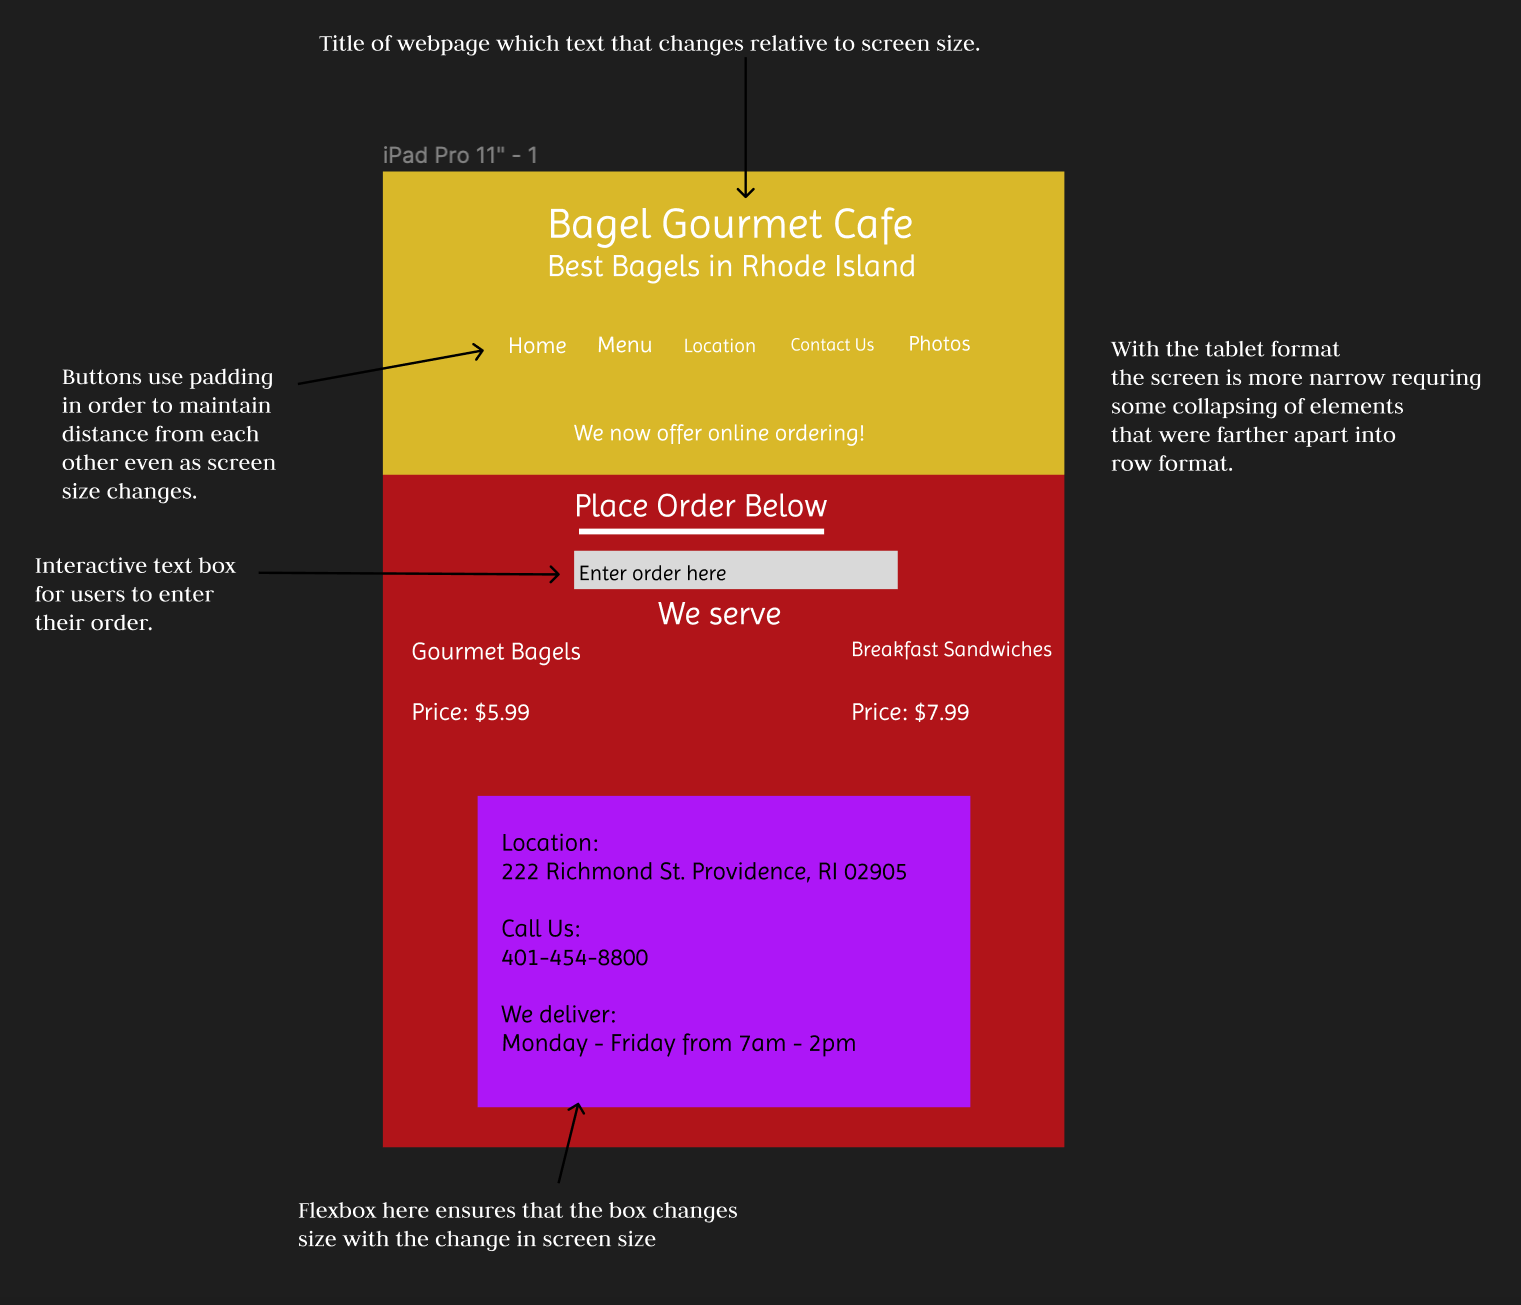 Title of webpage which text that changes relative to screen size.
iPad Pro 11" - 1
Bagel Gourmet Cafe
Best Bagels in Rhode Island
Home Menu Location Contact Us Photos
We now offer online ordering!
Buttons use padding
in order to maintain
distance from each
other even as screen
size changes.
With the tablet format
the screen is more narrow requring
some collapsing of elements
that were farther apart into
row format.
Place Order Below
Interactive text box
for users to enter
their order.
Enter order here
We serve
Gourmet Bagels
Price: $5.99
Breakfast Sandwiches
Price: $7.99
Location:
222 Richmond St. Providence, RI 02905
Call Us:
401-454-8800
We deliver:
Monday - Friday from 7am - 2pm
Flexbox here ensures that the box changes
size with the change in screen size